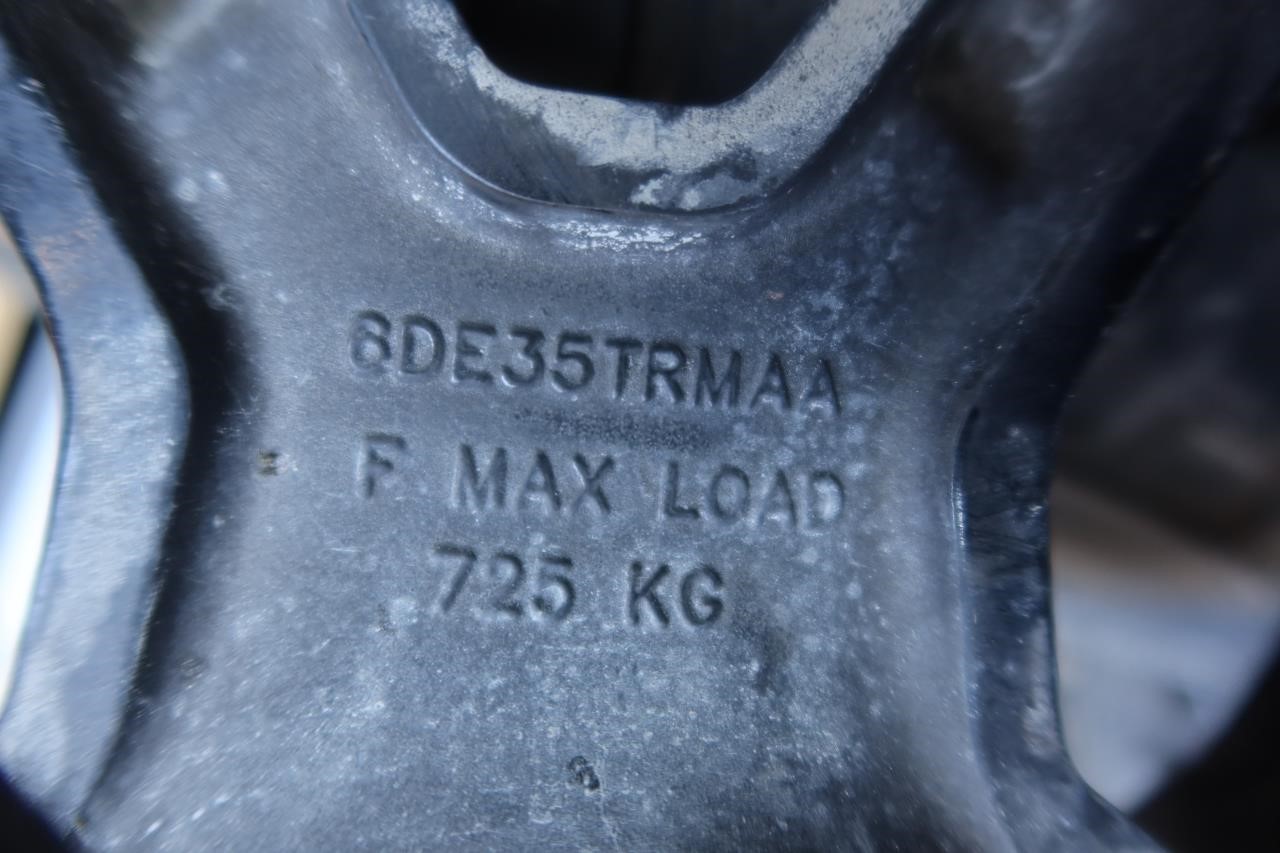 6DE35TRMAA
F MAX LOAD
725 KG